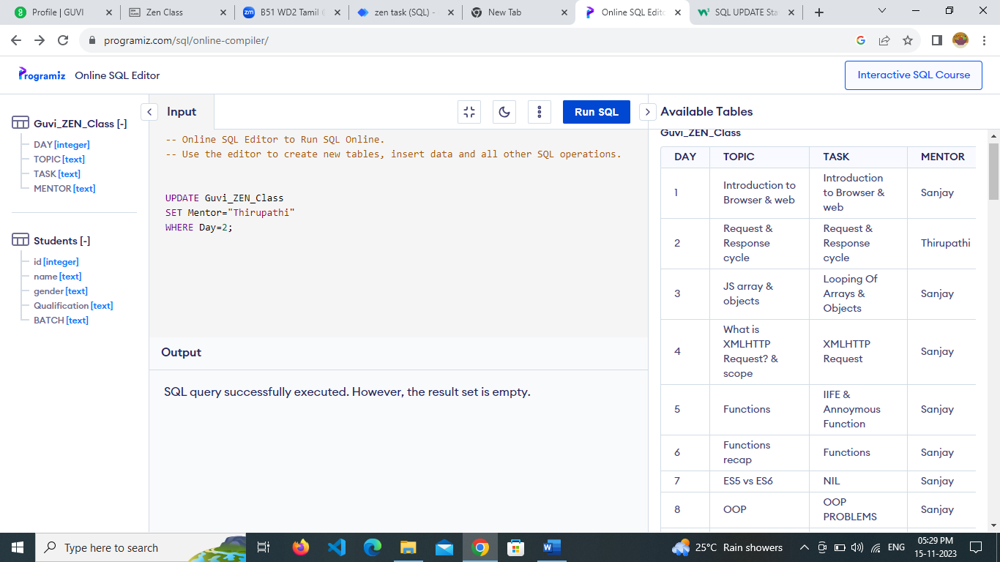 Profile | GUVI
Zen Class
B51 WD2 Tamil
zen task (SQL) -
New Tab
Online SQL Edito
SQL UPDATE Sta
programiz.com/sql/online-compiler/
Programiz
Online SQL Editor
Interactive SQL Course
Guvi_ZEN_Class [-]
DAY [integer]
TOPIC [text]
TASK [text]
MENTOR [text]
Students [-]
id [integer]
name [text]
gender [text]
Qualification [text]
BATCH [text]
Input
Run SQL
-- Online SQL Editor to Run SQL Online.
-- Use the editor to create new tables, insert data and all other SQL operations.
UPDATE Guvi_ZEN_Class
SET Mentor="Thirupathi"
WHERE Day=2;
Output
SQL query successfully executed. However, the result set is empty.
Available Tables
Guvi_ZEN_Class
DAY TOPIC TASK MENTOR
1
Introduction to
Browser & web
Introduction
to Browser &
web
Sanjay
2
Request &
Response
cycle
Request &
Response
cycle
Thirupathi
3
JS array &
objects
Looping Of
Arrays &
Objects
Sanjay
4
What is
XMLHTTP
Request? &
scope
XMLHTTP
Request
Sanjay
5
Functions
IIFE &
Annoymous
Function
Sanjay
6
Functions
recap
Functions
Sanjay
7
ES5 vs ES6
NIL
Sanjay
8
OOP
OOP
PROBLEMS
Sanjay
Type here to search
25°C Rain showers
ENG
05:29 PM
15-11-2023